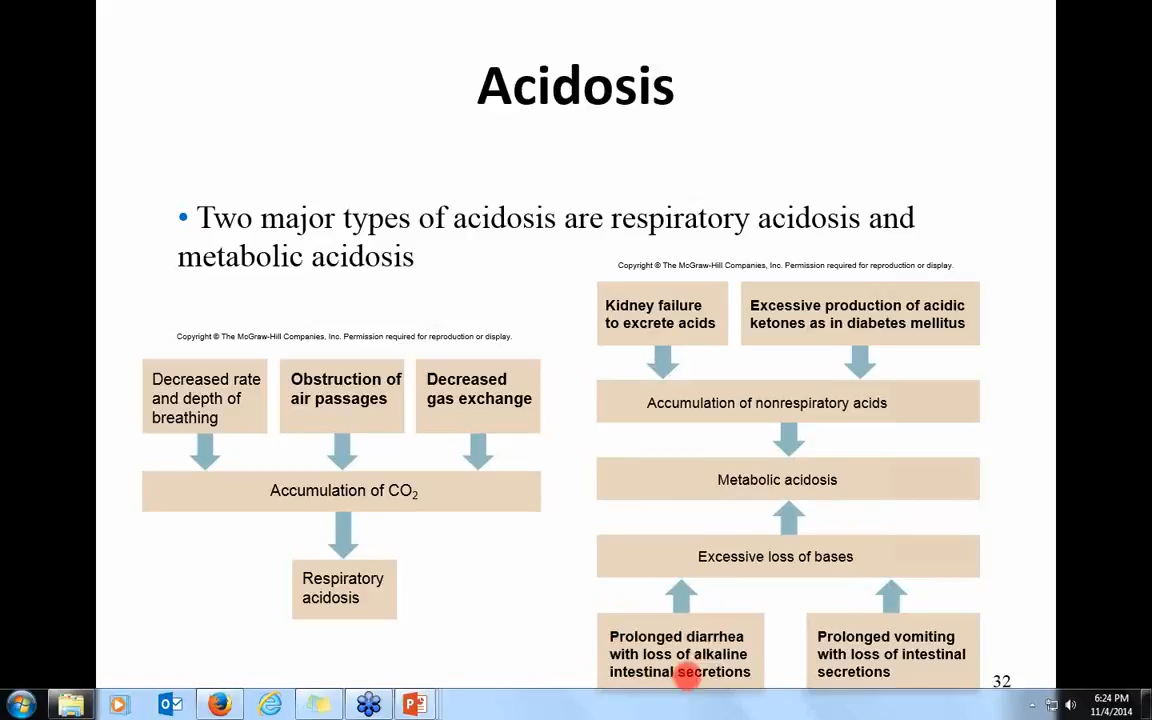 Acidosis
• Two major types of acidosis are respiratory acidosis and
metabolic acidosis
Copyright © The McGraw-Hill Companies, Inc. Permission required for reproduction or display.
Decreased rate
and depth of
breathing
Obstruction of
air passages
Decreased
gas exchange
Accumulation of CO₂
Respiratory
acidosis
Copyright © The McGraw-Hill Companies, Inc. Permission required for reproduction or display.
Kidney failure
to excrete acids
Excessive production of acidic
ketones as in diabetes mellitus
Accumulation of nonrespiratory acids
Metabolic acidosis
Excessive loss of bases
Prolonged diarrhea
with loss of alkaline
intestinal secretions
Prolonged vomiting
with loss of intestinal
secretions
32
6:24 PM
11/4/2014